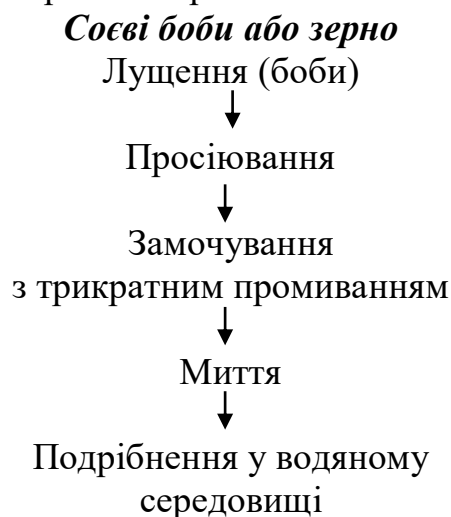 Соєві боби або зерно
Лущення (боби)
Просіювання
Замочування
з трикратним промиванням
Миття
Подрібнення у водяному
середовищі